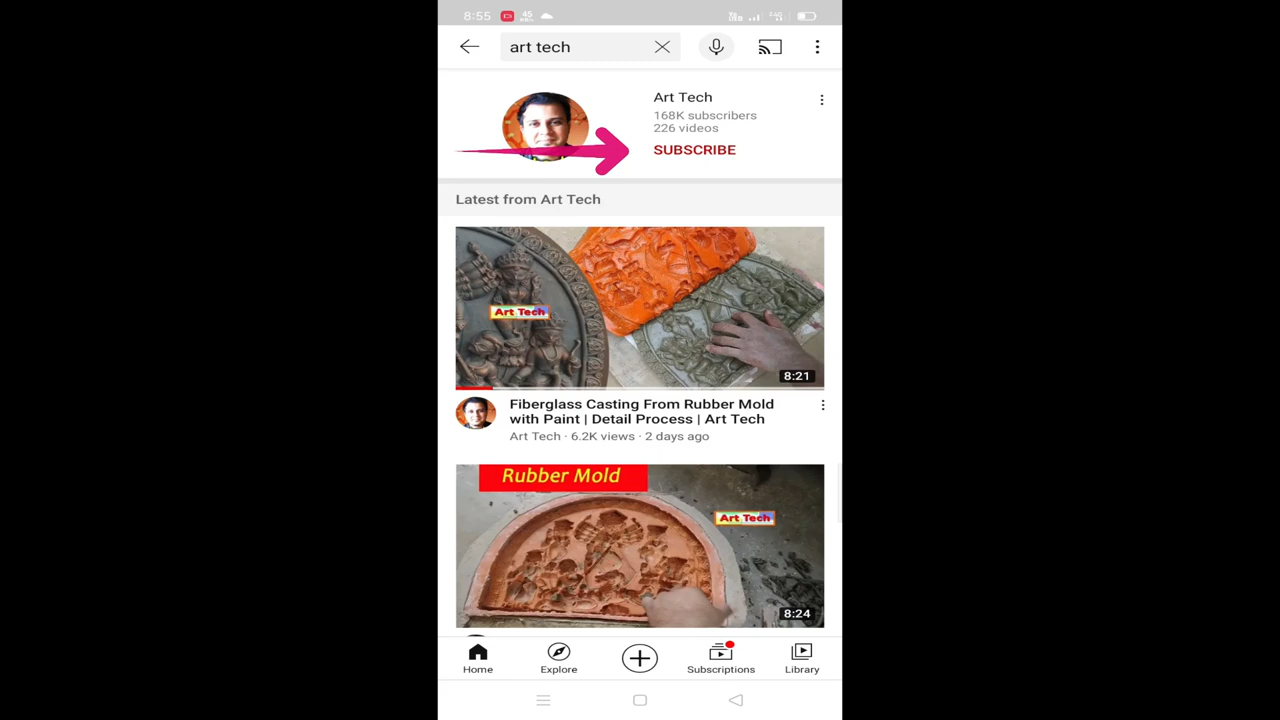 8:55
45
art tech
Art Tech
168K subscribers
226 videos
SUBSCRIBE
Latest from Art Tech
Art Tech
8:21
Fiberglass Casting From Rubber Mold
with Paint | Detail Process | Art Tech
Art Tech · 6.2K views · 2 days ago
Rubber Mold
Art Tech
8:24
Home
Explore
Subscriptions
Library